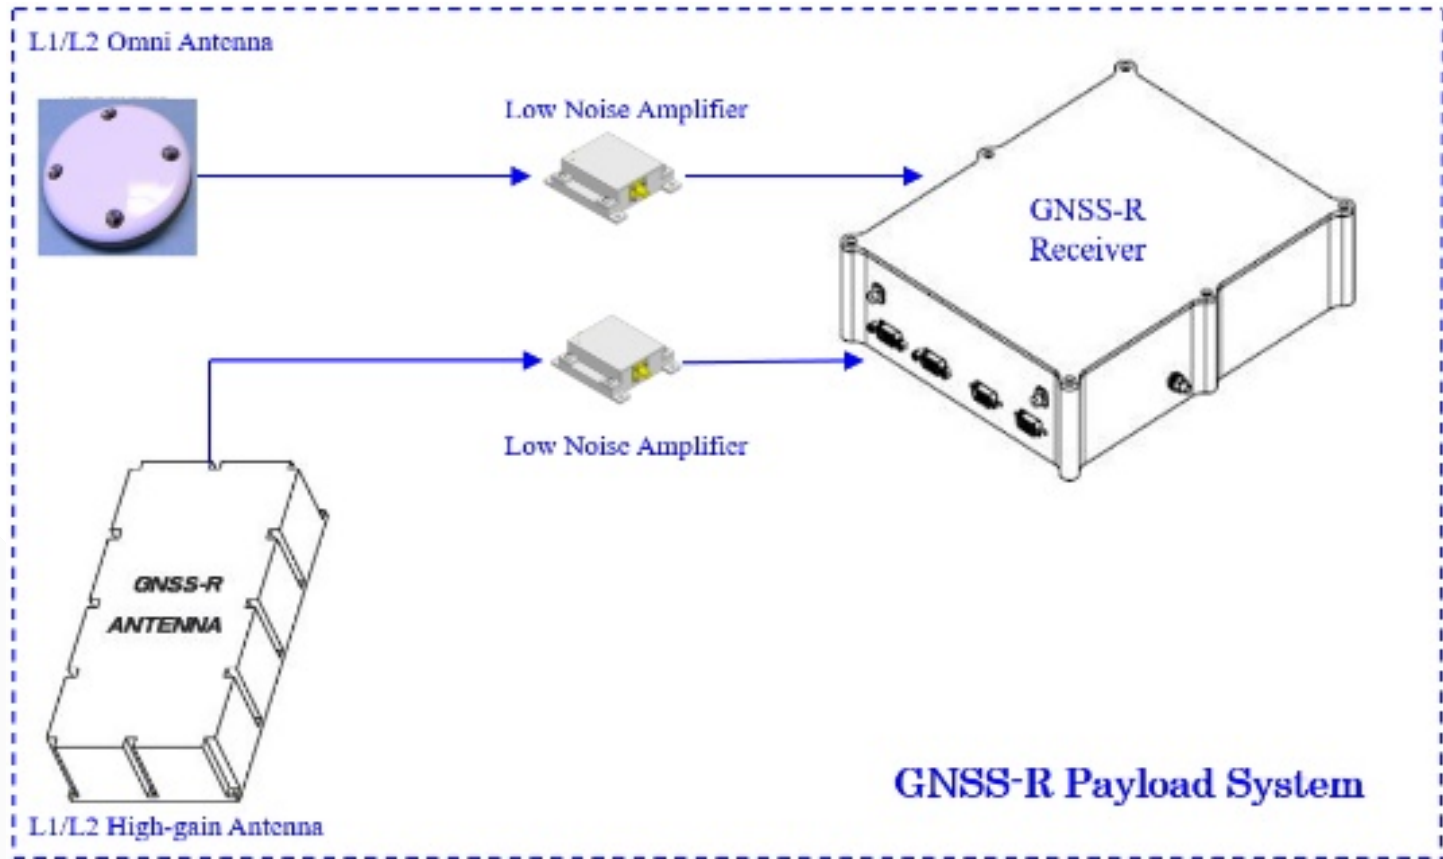 L1/L2 Omni Antenna
Low Noise Amplifier
GNSS-R
Receiver
Low Noise Amplifier
GNSS-R
ANTENNA
GNSS-R Payload System
L1/L2 High-gain Antenna